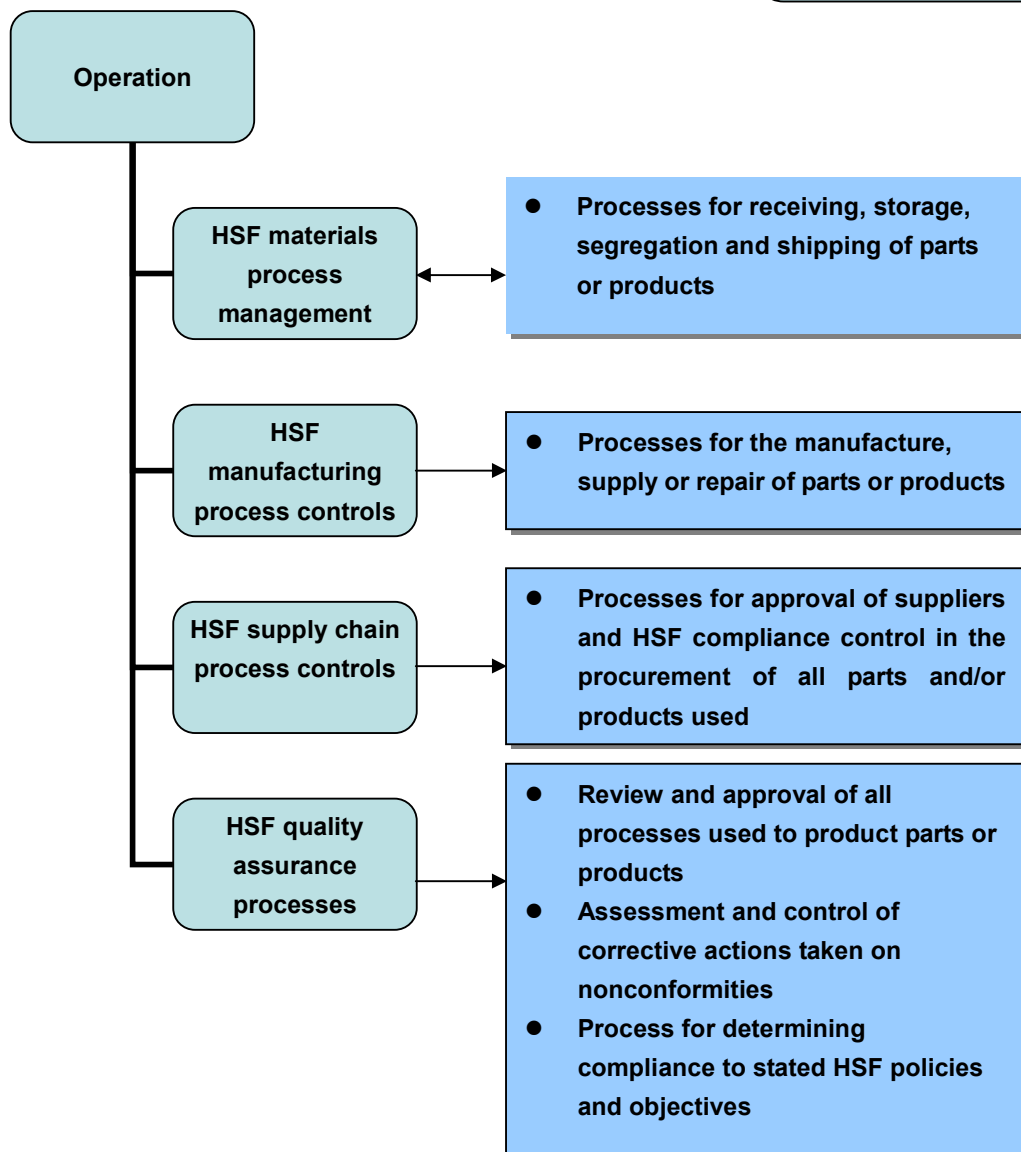 Operation
HSF materials
process
management
● Processes for receiving, storage,
segregation and shipping of parts
or products
HSF
manufacturing
process controls
● Processes for the manufacture,
supply or repair of parts or products
HSF supply chain
process controls
● Processes for approval of suppliers
and HSF compliance control in the
procurement of all parts and/or
products used
HSF quality
assurance
processes
● Review and approval of all
processes used to product parts or
products
● Assessment and control of
corrective actions taken on
nonconformities
● Process for determining
compliance to stated HSF policies
and objectives